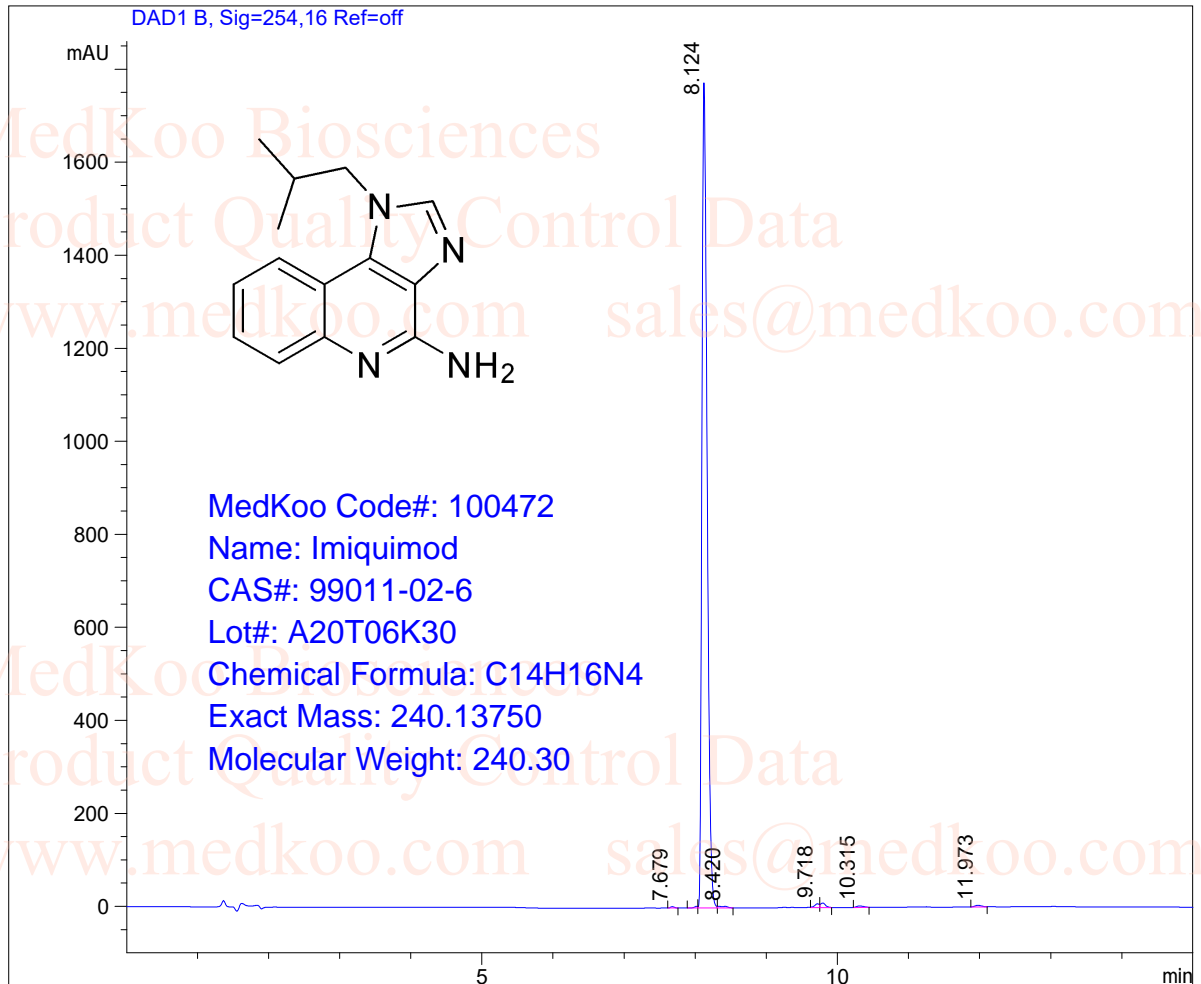 DAD1 B, Sig=254,16 Ref=off
mAU
8.124
MedKoo Biosciences
1600
N
roduct Quality Control Data
1400
N
www.medkoo.com sales@medkoo.com
1200
N
NH2
1000
MedKoo Code#: 100472
800
Name: Imiquimod
CAS#: 99011-02-6
600
Lot#: A20T06K30
MedKoo Biosciences
Chemical Formula: C14H16N4
400
Exact Mass: 240.13750
roduct Quality Control Data
Molecular Weight: 240.30
200
www.medkoo.com sales@medkoo.com
7.679
8.420
9.718
10.315
11.973
0
5
10
min